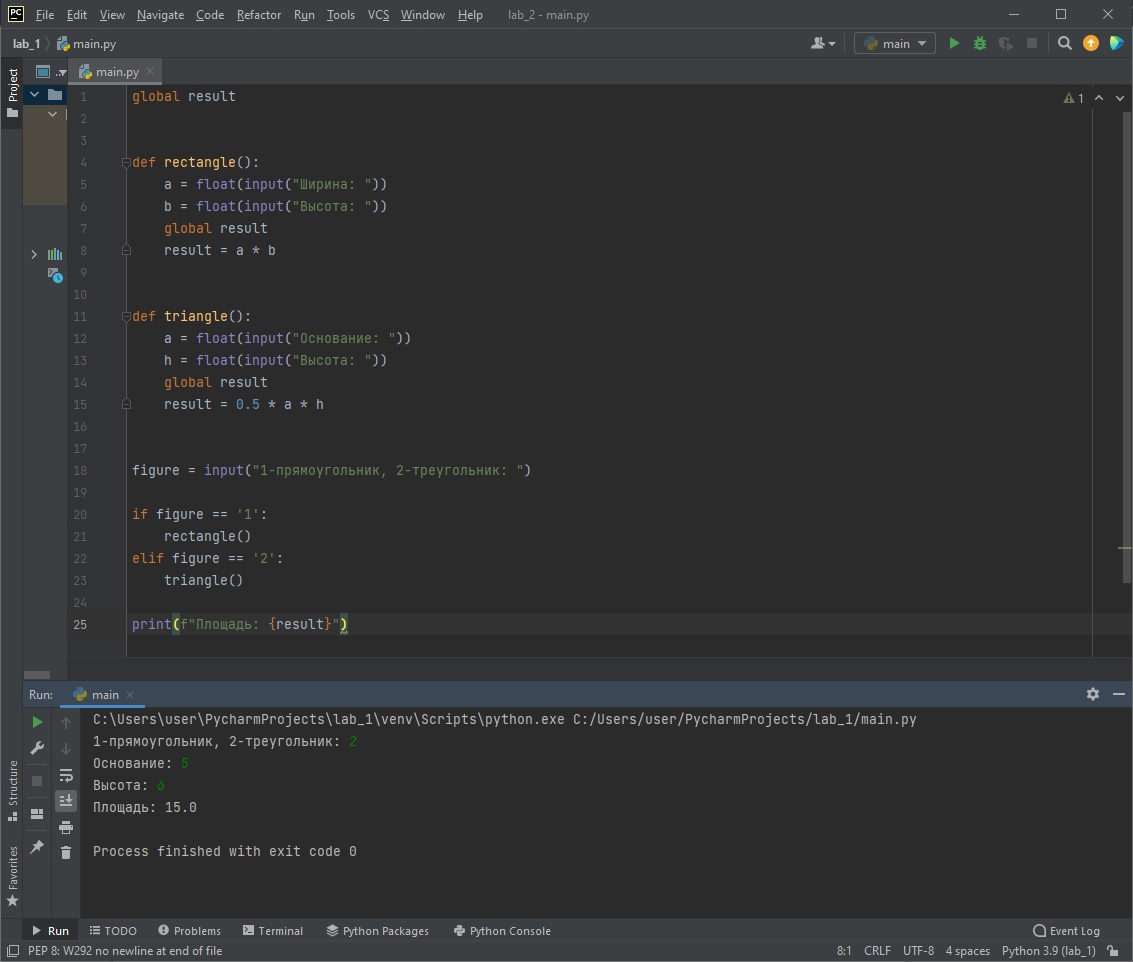 PC File Edit View Navigate Code Refactor Run Tools VCS Window Help lab_2 - main.py
lab_1 main.py main
Project
main.py
1 global result
2
3
4 def rectangle():
5 a = float(input("Ширина: "))
6 b = float(input("Высота: "))
7 global result
8 result = a * b
9
10
11 def triangle():
12 a = float(input("Основание: "))
13 h = float(input("Высота: "))
14 global result
15 result = 0.5 * a * h
16
17
18 figure = input("1-прямоугольник, 2-треугольник: ")
19
20 if figure == '1':
21 rectangle()
22 elif figure == '2':
23 triangle()
24
25 print(f"Площадь: {result}")
1
Run: main
C:\Users\user\PycharmProjects\lab_1\venv\Scripts\python.exe C:/Users/user/PycharmProjects/lab_1/main.py
1-прямоугольник, 2-треугольник: 2
Основание: 5
Высота: 6
Площадь: 15.0
Process finished with exit code 0
Structure
Favorites
Run TODO Problems Terminal Python Packages Python Console Event Log
PEP 8: W292 no newline at end of file 8:1 CRLF UTF-8 4 spaces Python 3.9 (lab_1)